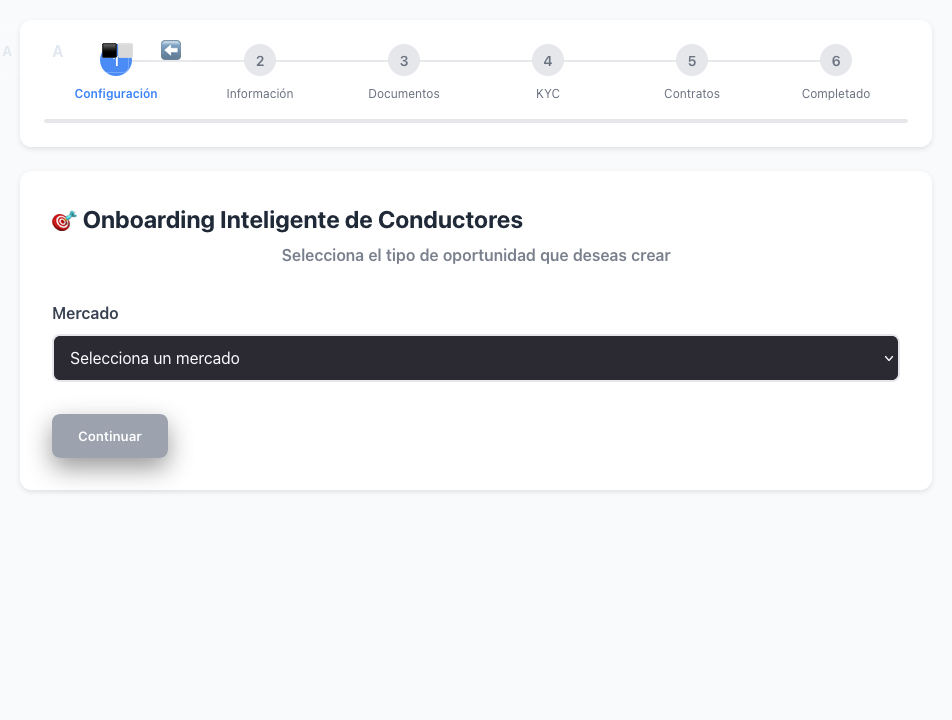 A
A
1
2
3
4
5
6
Configuración
Información
Documentos
KYC
Contratos
Completado
Onboarding Inteligente de Conductores
Selecciona el tipo de oportunidad que deseas crear
Mercado
Selecciona un mercado
Continuar